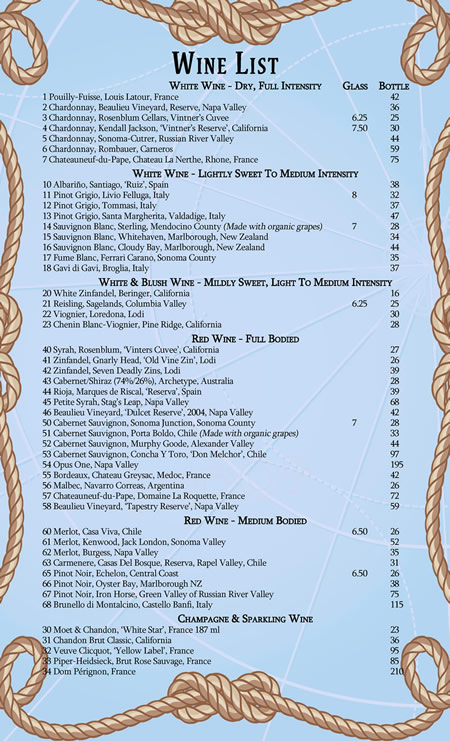 Wine List
White Wine - Dry, Full Intensity Glass Bottle
1 Pouilly-Fuisse, Louis Latour, France 42
2 Chardonnay, Beaulieu Vineyard, Reserve, Napa Valley 36
3 Chardonnay, Rosenblum Cellars, Vintner's Cuvee 6.25 25
4 Chardonnay, Kendall Jackson, 'Vintner's Reserve', California 7.50 30
5 Chardonnay, Sonoma-Cutrer, Russian River Valley 44
6 Chardonnay, Rombauer, Carneros 59
7 Chateauneuf-du-Pape, Chateau La Nerthe, Rhone, France 75
White Wine - Lightly Sweet To Medium Intensity
10 Albariño, Santiago, 'Ruiz', Spain 38
11 Pinot Grigio, Livio Felluga, Italy 8 32
12 Pinot Grigio, Tommasi, Italy 37
13 Pinot Grigio, Santa Margherita, Valdadige, Italy 47
14 Sauvignon Blanc, Sterling, Mendocino County (Made with organic grapes) 7 28
15 Sauvignon Blanc, Whitehaven, Marlborough, New Zealand 34
16 Sauvignon Blanc, Cloudy Bay, Marlborough, New Zealand 44
17 Fume Blanc, Ferrari Carano, Sonoma County 35
18 Gavi di Gavi, Broglia, Italy 37
White & Blush Wine - Mildly Sweet, Light To Medium Intensity
20 White Zinfandel, Beringer, California 16
21 Reisling, Sagelands, Columbia Valley 6.25 25
22 Viognier, Loredona, Lodi 30
23 Chenin Blanc-Viognier, Pine Ridge, California 28
Red Wine - Full Bodied
40 Syrah, Rosenblum, 'Vinters Cuvee', California 27
41 Zinfandel, Gnarly Head, 'Old Vine Zin', Lodi 26
42 Zinfandel, Seven Deadly Zins, Lodi 39
43 Cabernet/Shiraz (74%/26%), Archetype, Australia 28
44 Rioja, Marques de Riscal, 'Reserva', Spain 39
45 Petite Syrah, Stag's Leap, Napa Valley 68
46 Beaulieu Vineyard, 'Dulcet Reserve', 2004, Napa Valley 42
50 Cabernet Sauvignon, Sonoma Junction, Sonoma County 7 28
51 Cabernet Sauvignon, Porta Boldo, Chile (Made with organic grapes) 33
52 Cabernet Sauvignon, Murphy Goode, Alexander Valley 44
53 Cabernet Sauvignon, Concha Y Toro, 'Don Melchor', Chile 97
54 Opus One, Napa Valley 195
55 Bordeaux, Chateau Greysac, Medoc, France 42
56 Malbec, Navarro Correas, Argentina 26
57 Chateauneuf-du-Pape, Domaine La Roquette, France 72
58 Beaulieu Vineyard, 'Tapestry Reserve', Napa Valley 59
Red Wine - Medium Bodied
60 Merlot, Casa Viva, Chile 6.50 26
61 Merlot, Kenwood, Jack London, Sonoma Valley 52
62 Merlot, Burgess, Napa Valley 35
63 Carmenere, Casas Del Bosque, Reserva, Rapel Valley, Chile 31
65 Pinot Noir, Echelon, Central Coast 6.50 26
66 Pinot Noir, Oyster Bay, Marlborough NZ 38
67 Pinot Noir, Iron Horse, Green Valley of Russian River Valley 75
68 Brunello di Montalcino, Castello Banfi, Italy 115
Champagne & Sparkling Wine
30 Moet & Chandon, 'White Star', France 187 ml 23
31 Chandon Brut Classic, California 36
32 Veuve Clicquot, 'Yellow Label', France 95
33 Piper-Heidsieck, Brut Rose Sauvage, France 85
34 Dom Pérignon, France 210